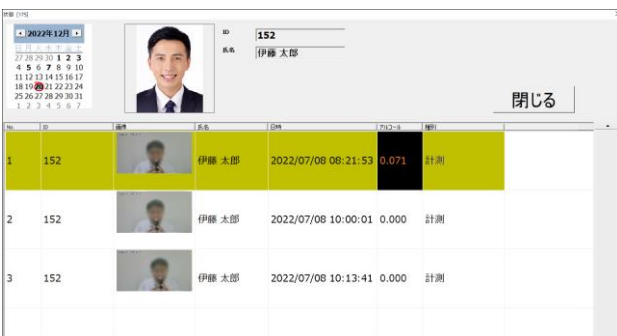 2022年12月
日 月 火 水 木 金 土
27 28 29 30 1 2 3
4 5 6 7 8 9 10
11 12 13 14 15 16 17
18 19 20 21 22 23 24
25 26 27 28 29 30 31
1 2 3 4 5 6 7
ID 152
氏名 伊藤 太郎
閉じる
No. ID 画像 氏名 日時 アルコール 種別
1 152 伊藤 太郎 2022/07/08 08:21:53 0.071 計測
2 152 伊藤 太郎 2022/07/08 10:00:01 0.000 計測
3 152 伊藤 太郎 2022/07/08 10:13:41 0.000 計測